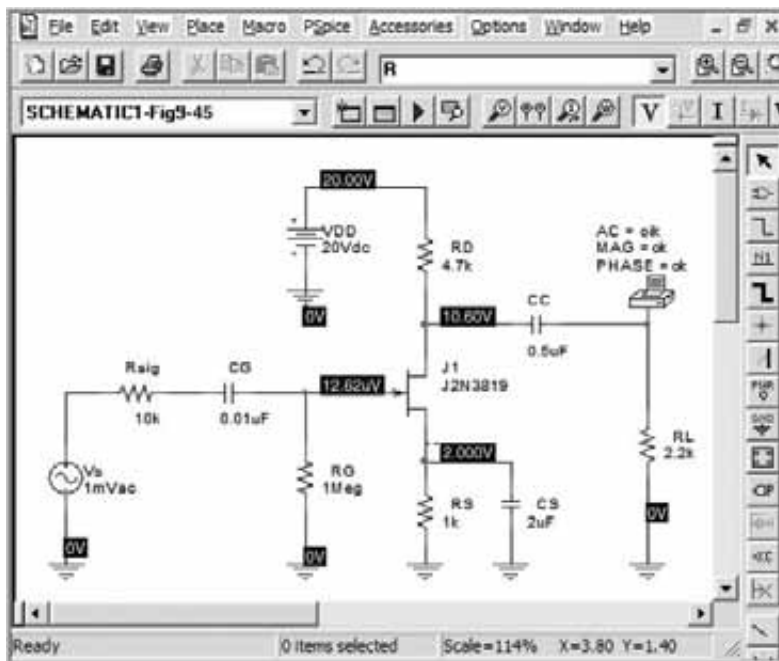 File Edit View Place Macro PSpice Accessories Options Window Help
R
SCHEMATIC1-Fig9-45
V I
20.00V
VDD
20Vdc
0V
RD
4.7k
AC = ok
MAG = ok
PHASE = ok
10.60V
CC
0.5uF
Rsig
10k
CG
0.01uF
12.62uV
J1
J2N3819
2.000V
RL
2.2k
0V
Vs
1mVac
0V
RG
1Meg
0V
RS
1k
CS
2uF
Ready 0 items selected Scale=114% X=3.80 Y=1.40